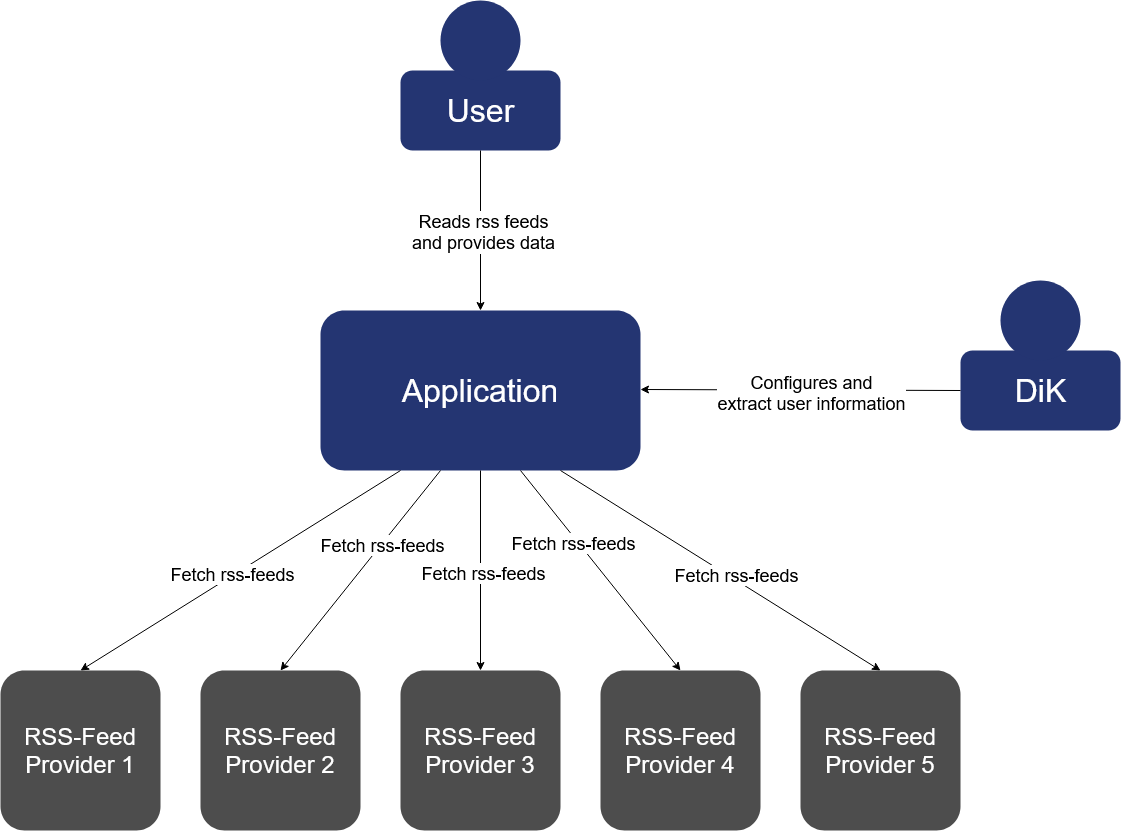 User
Reads rss feeds
and provides data
Application
Configures and
extract user information
DiK
Fetch rss-feeds
Fetch rss-feeds
Fetch rss-feeds
Fetch rss-feeds
Fetch rss-feeds
RSS-Feed
Provider 1
RSS-Feed
Provider 2
RSS-Feed
Provider 3
RSS-Feed
Provider 4
RSS-Feed
Provider 5